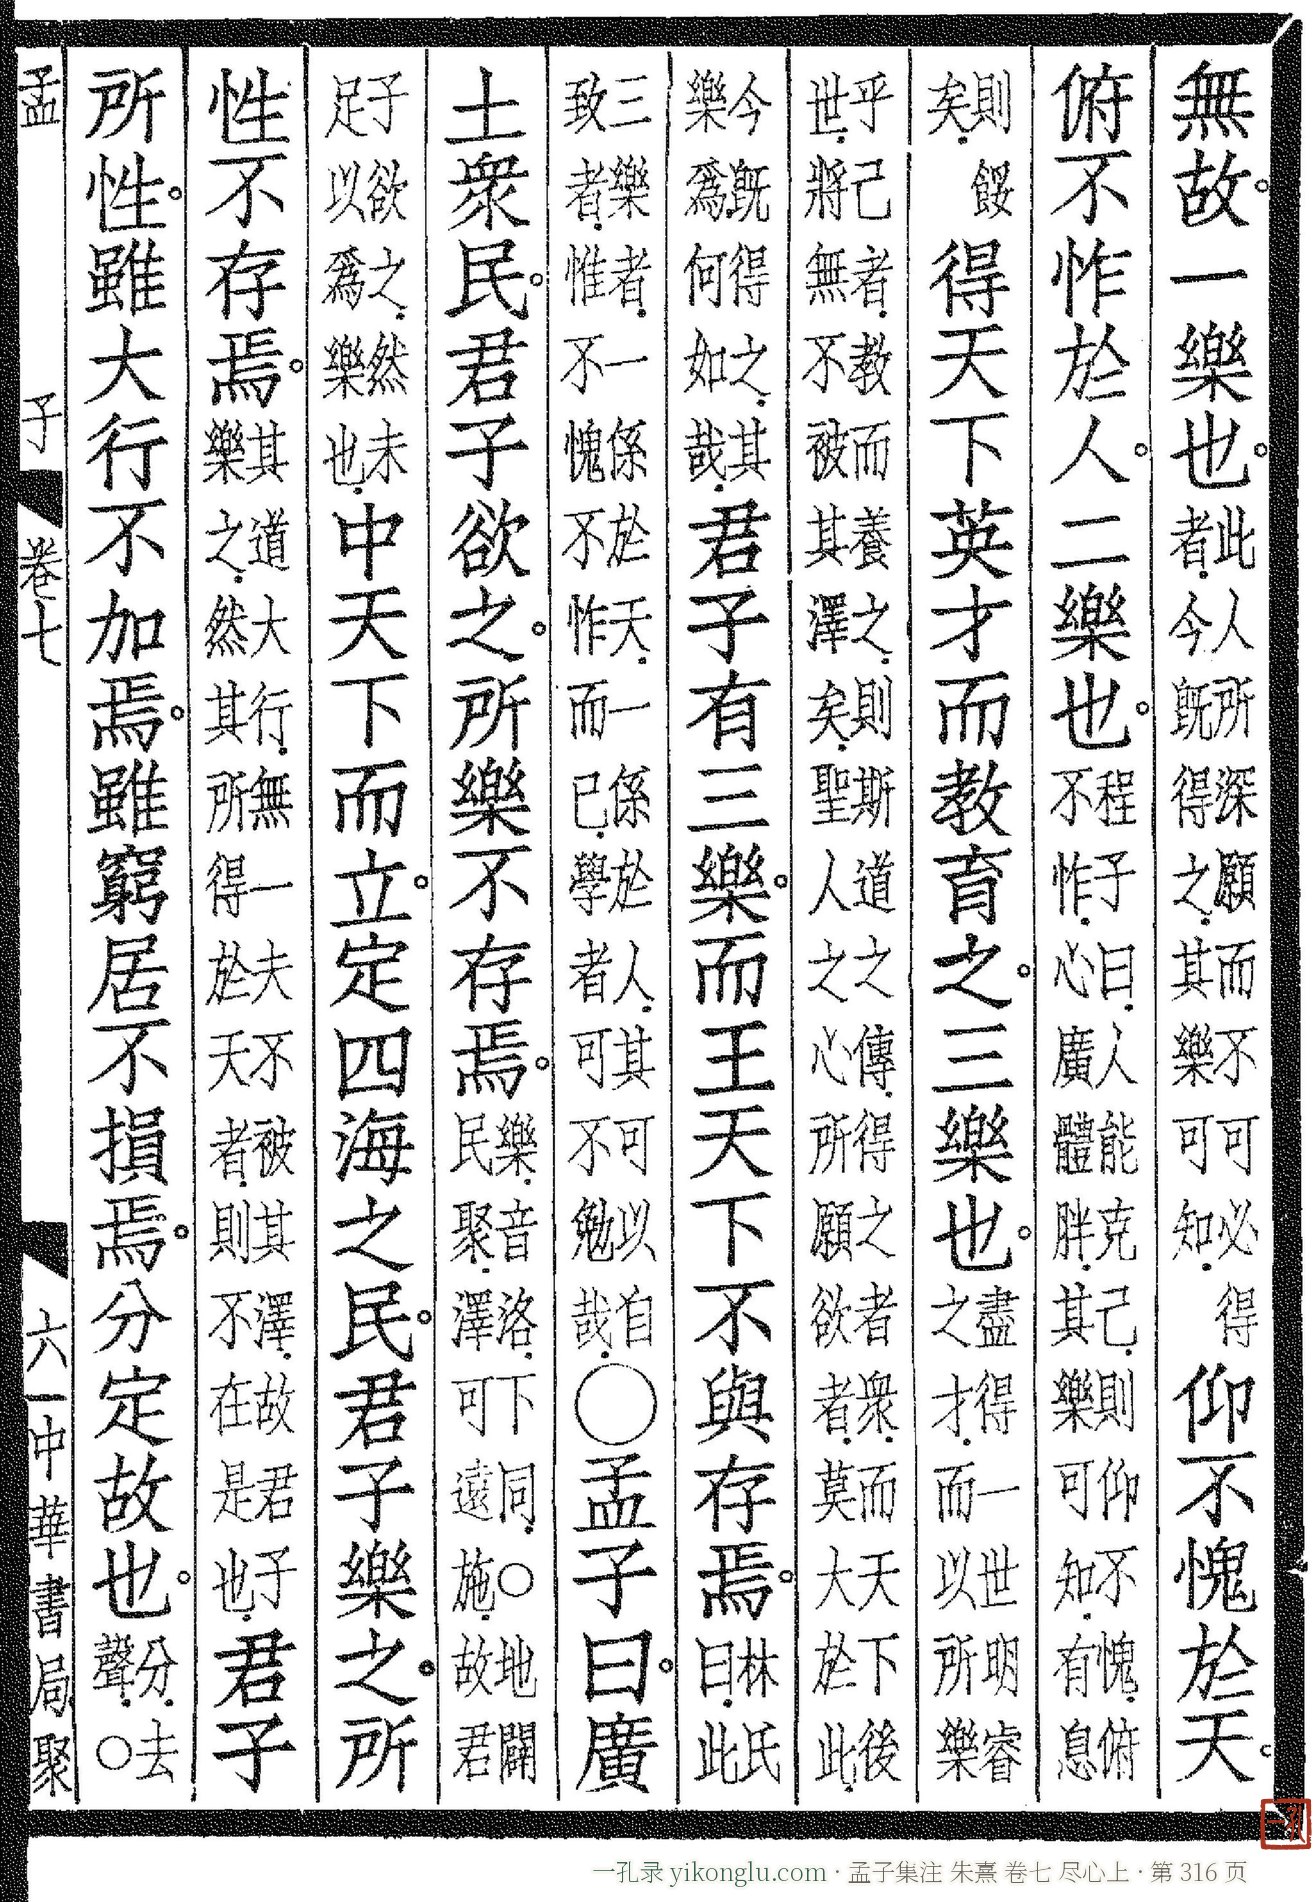 無故。一樂也。此人所深願而不可必得者。今既得之。其樂可知。仰不愧於天。
俯不怍於人。二樂也。程子曰。人能克己。則仰不愧。俯不怍。心廣體胖。其樂可知。有息
則餒矣。得天下英才而教育之。三樂也。盡得一世明睿之才。而以所樂
乎己者。教而養之。則斯道之傳。得之者衆。而天下後世。將無不被其澤矣。聖人之心所願欲者。莫大於此。
今既得之。其樂爲何如哉。君子有三樂。而王天下不與存焉。林氏曰。此
三樂者。一係於天。一係於人。其可以自致者。惟不愧不怍而已。學者可不勉哉。○孟子曰。廣
土衆民。君子欲之。所樂不存焉。樂。音洛。下同。○地闢民聚。澤可遠施。故君
子欲之。然未足以爲樂也。中天下而立。定四海之民。君子樂之。所
性不存焉。其道大行。無一夫不被其澤。故君子樂之。然其所得於天者。則不在是也。君子
所性。雖大行不加焉。雖窮居不損焉。分定故也。分。去聲。○
孟子 卷七 六一 中華書局聚
一孔录 yikonglu.com · 孟子集注 朱熹 卷七 尽心上 · 第 316 页